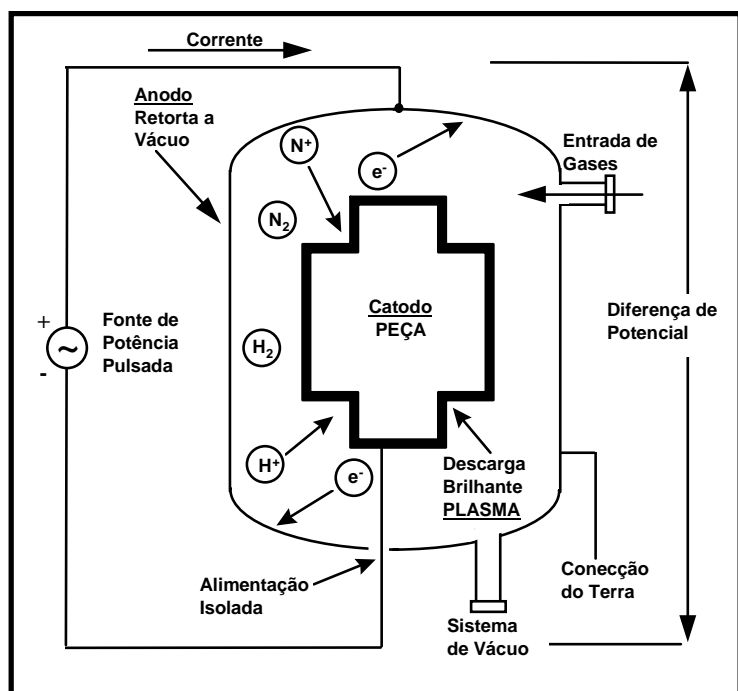 Corrente
Anodo
Retorta a
Vácuo
N+
e-
Entrada de
Gases
N2
Catodo
PEÇA
Diferença de
Potencial
+
Fonte de
Potência
Pulsada
~
-
H2
H+
e-
Descarga
Brilhante
PLASMA
Alimentação
Isolada
Conecção
do Terra
Sistema
de Vácuo